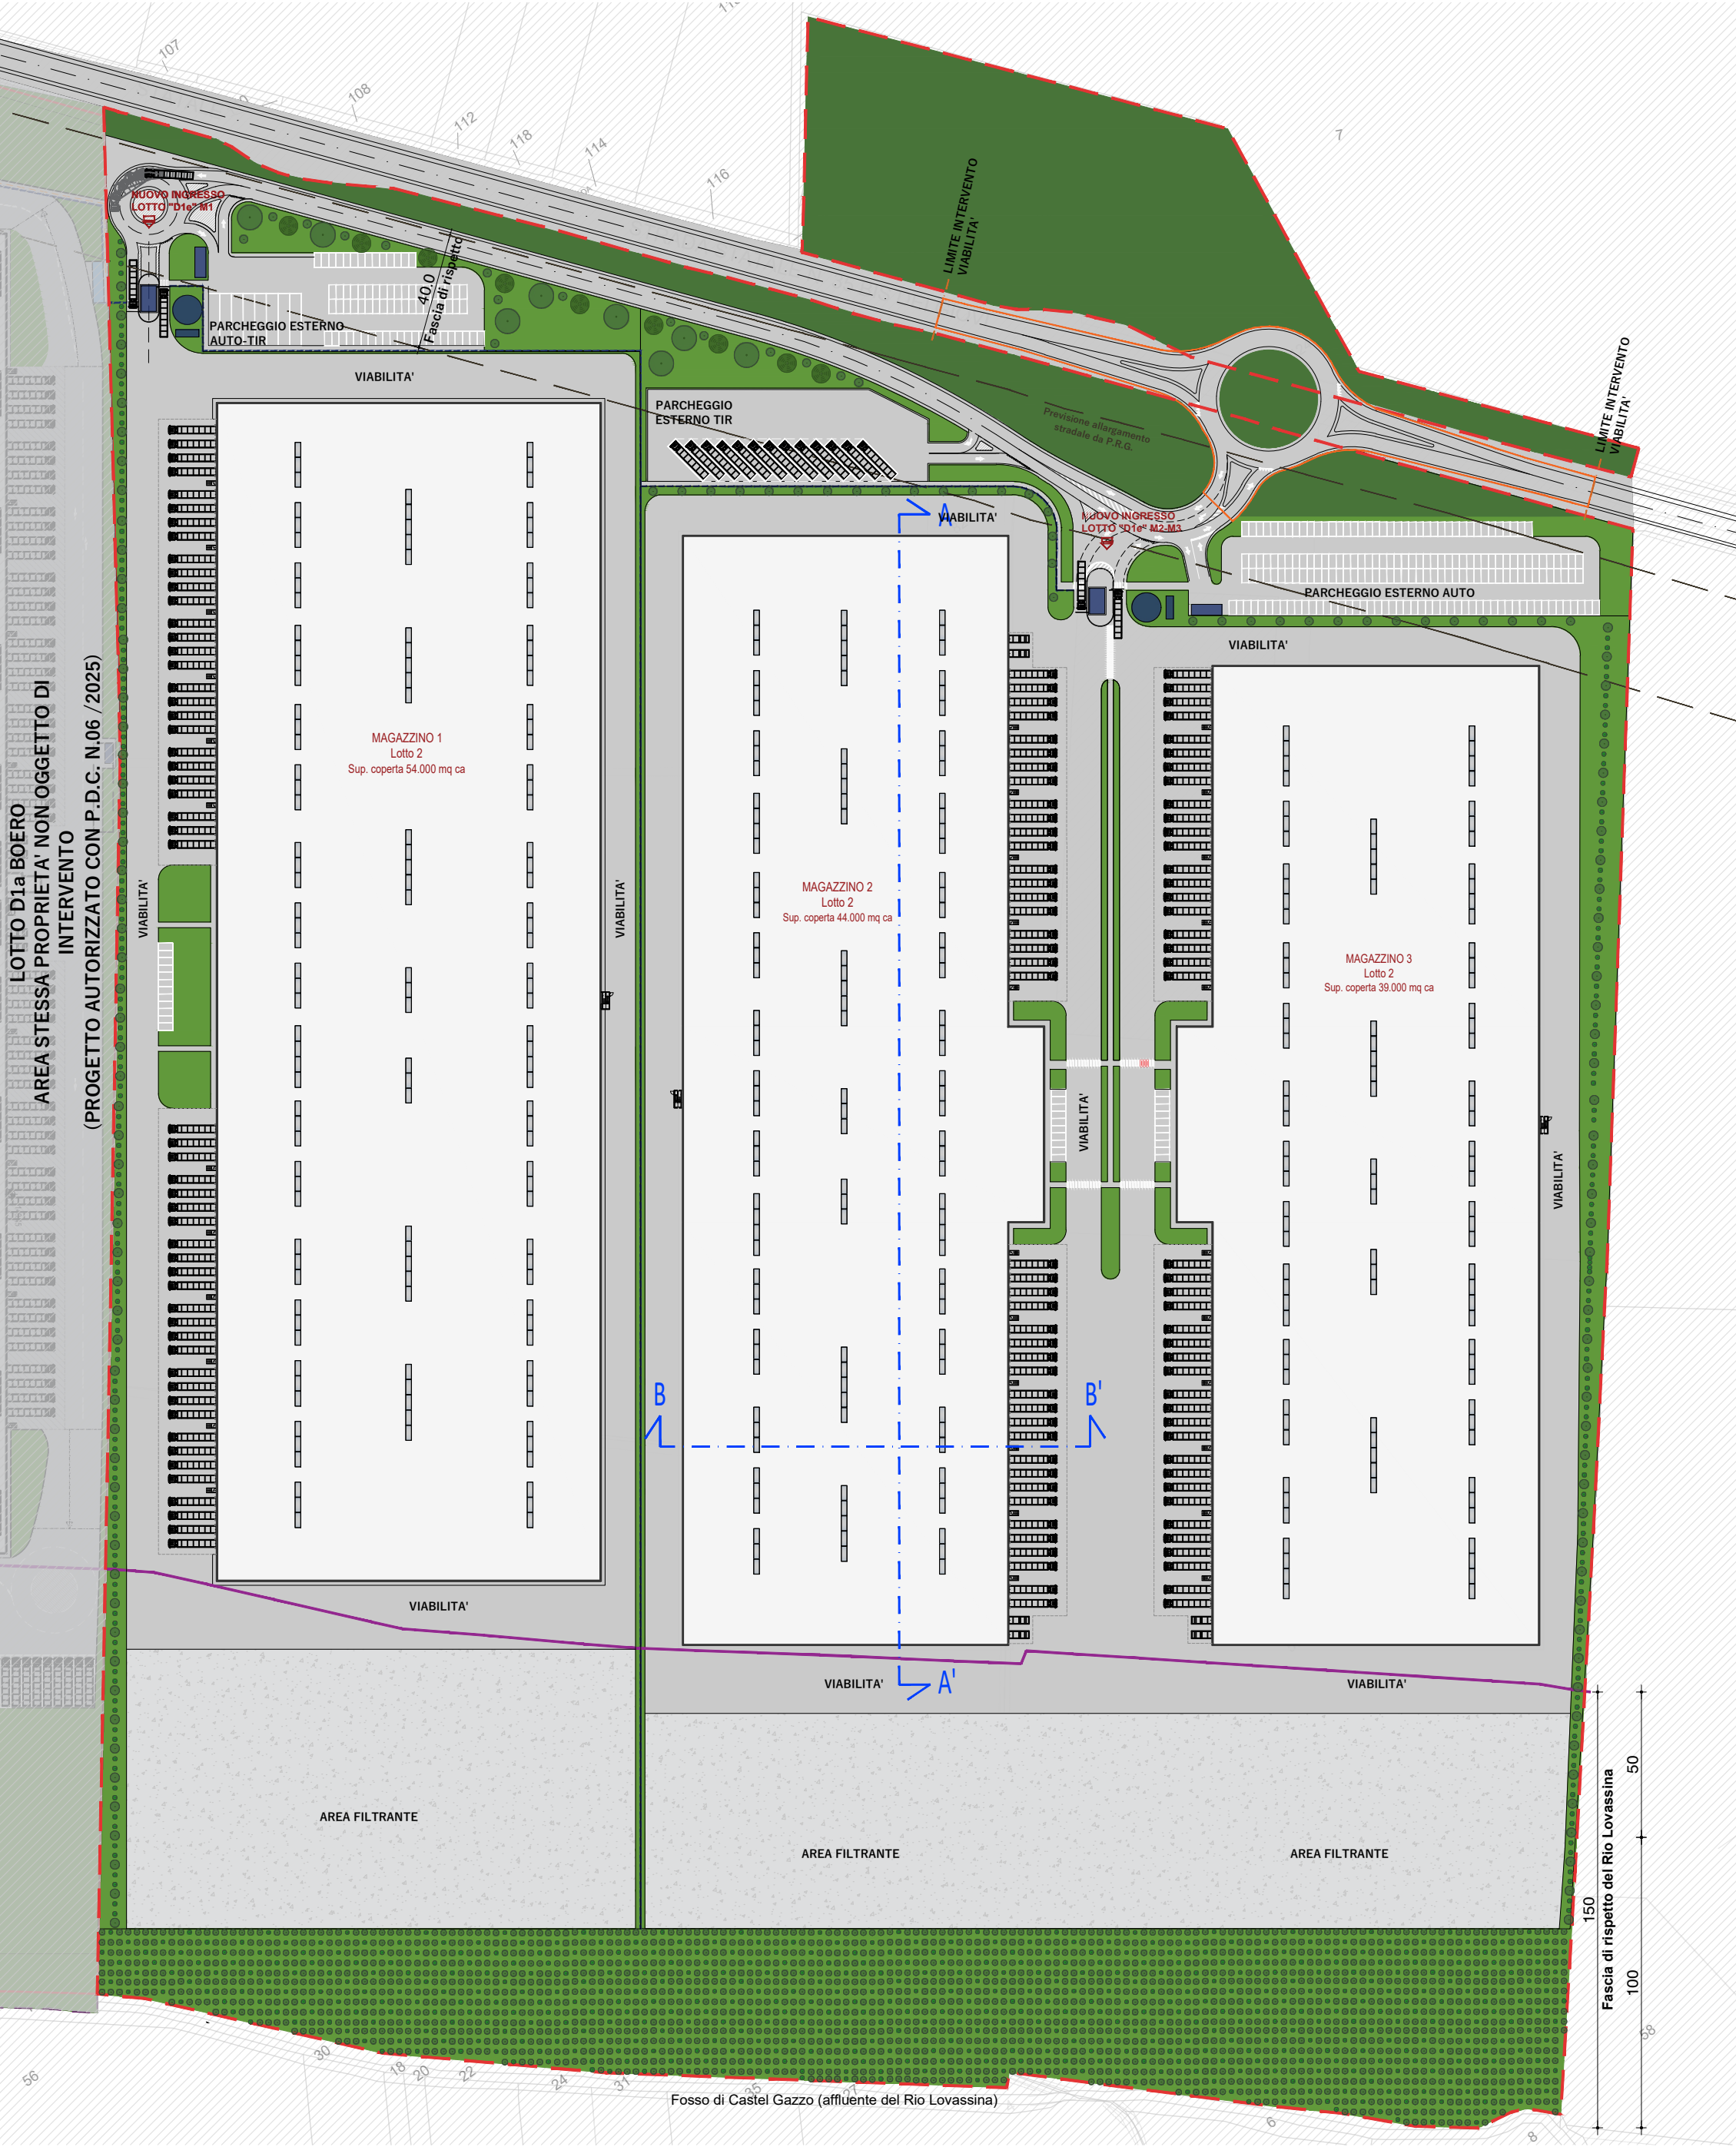 107
108
112
118
114
116
7
LIMITE INTERVENTO
VIABILITA'
LIMITE INTERVENTO
VIABILITA'
NUOVO INGRESSO
LOTTO "D1e" M1
40.0
Fascia di rispetto
PARCHEGGIO ESTERNO
AUTO-TIR
VIABILITA'
PARCHEGGIO
ESTERNO TIR
Previsione allargamento
stradale da P.R.G.
A
VIABILITA'
NUOVO INGRESSO
LOTTO "D1e" M2-M3
PARCHEGGIO ESTERNO AUTO
VIABILITA'
LOTTO D1a BOERO
AREA STESSA PROPRIETA' NON OGGETTO DI
INTERVENTO
(PROGETTO AUTORIZZATO CON P.D.C. N.06 /2025)
MAGAZZINO 1
Lotto 2
Sup. coperta 54.000 mq ca
VIABILITA'
VIABILITA'
MAGAZZINO 2
Lotto 2
Sup. coperta 44.000 mq ca
MAGAZZINO 3
Lotto 2
Sup. coperta 39.000 mq ca
VIABILITA'
VIABILITA'
B
B'
VIABILITA'
VIABILITA'
A'
VIABILITA'
AREA FILTRANTE
AREA FILTRANTE
AREA FILTRANTE
50
150
Fascia di rispetto del Rio Lovassina
100
58
56
30
18
20
22
24
31
35
27
Fosso di Castel Gazzo (affluente del Rio Lovassina)
6
8